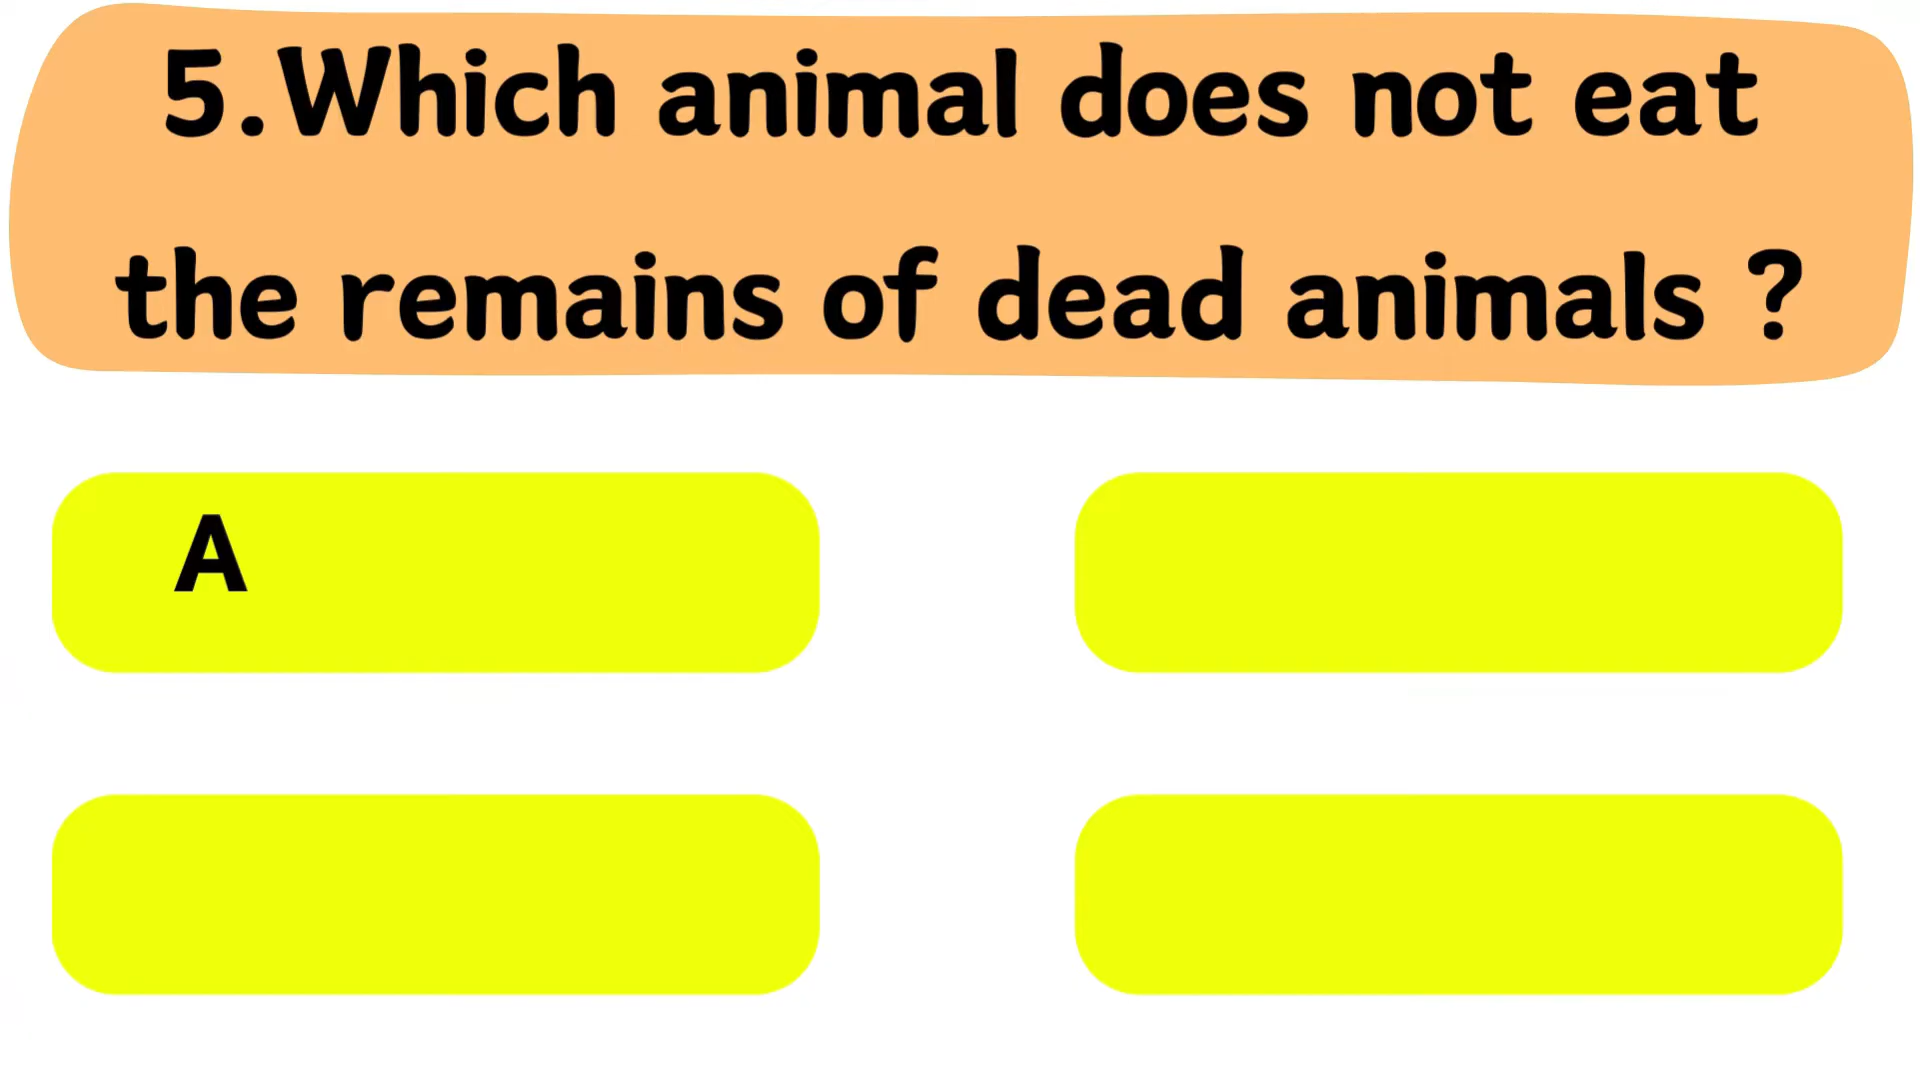 5.Which animal does not eat
the remains of dead animals ?
A